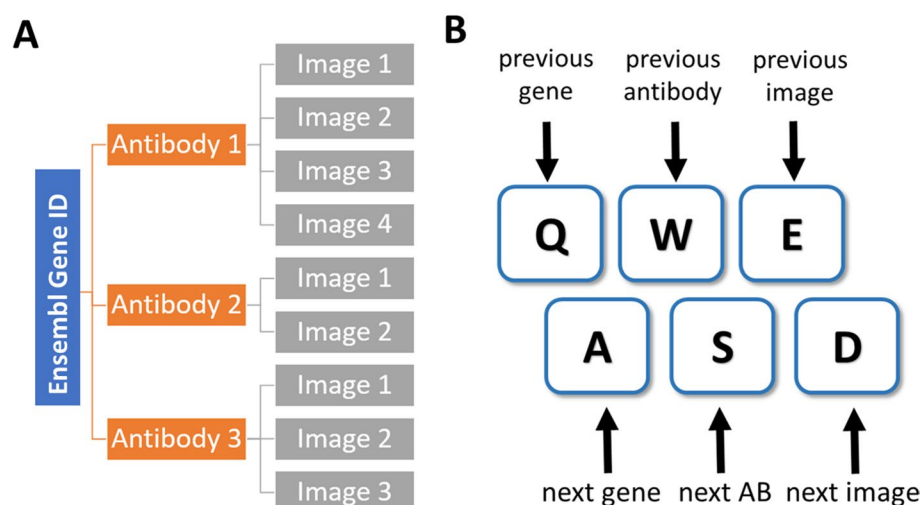 A
Ensembl Gene ID
Antibody 1
Image 1
Image 2
Image 3
Image 4
Antibody 2
Image 1
Image 2
Antibody 3
Image 1
Image 2
Image 3
B
previous
gene
previous
antibody
previous
image
Q
W
E
A
S
D
next gene
next AB
next image